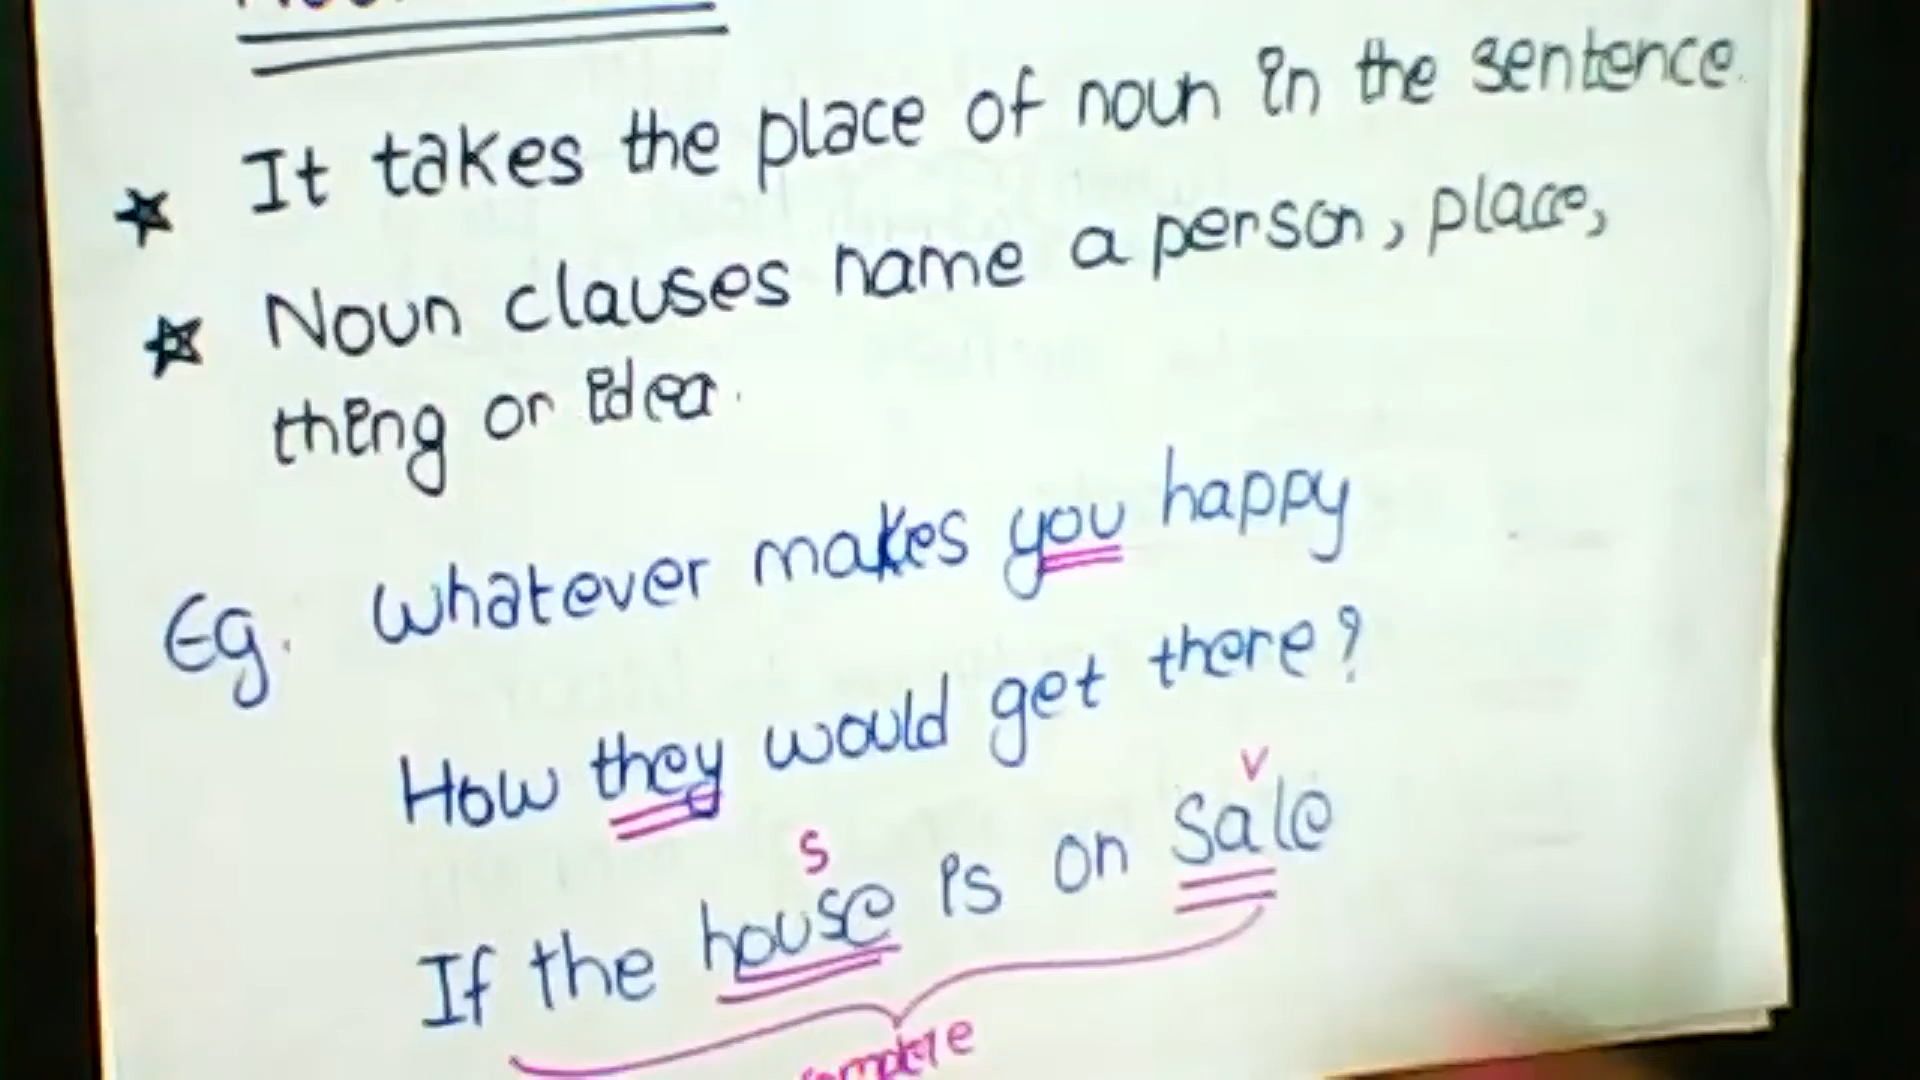 It takes the place of noun in the sentence.
Noun clauses name a person, place,
thing or idea.
Eg. Whatever makes you happy
How they would get there?
S
V
If the house is on sale